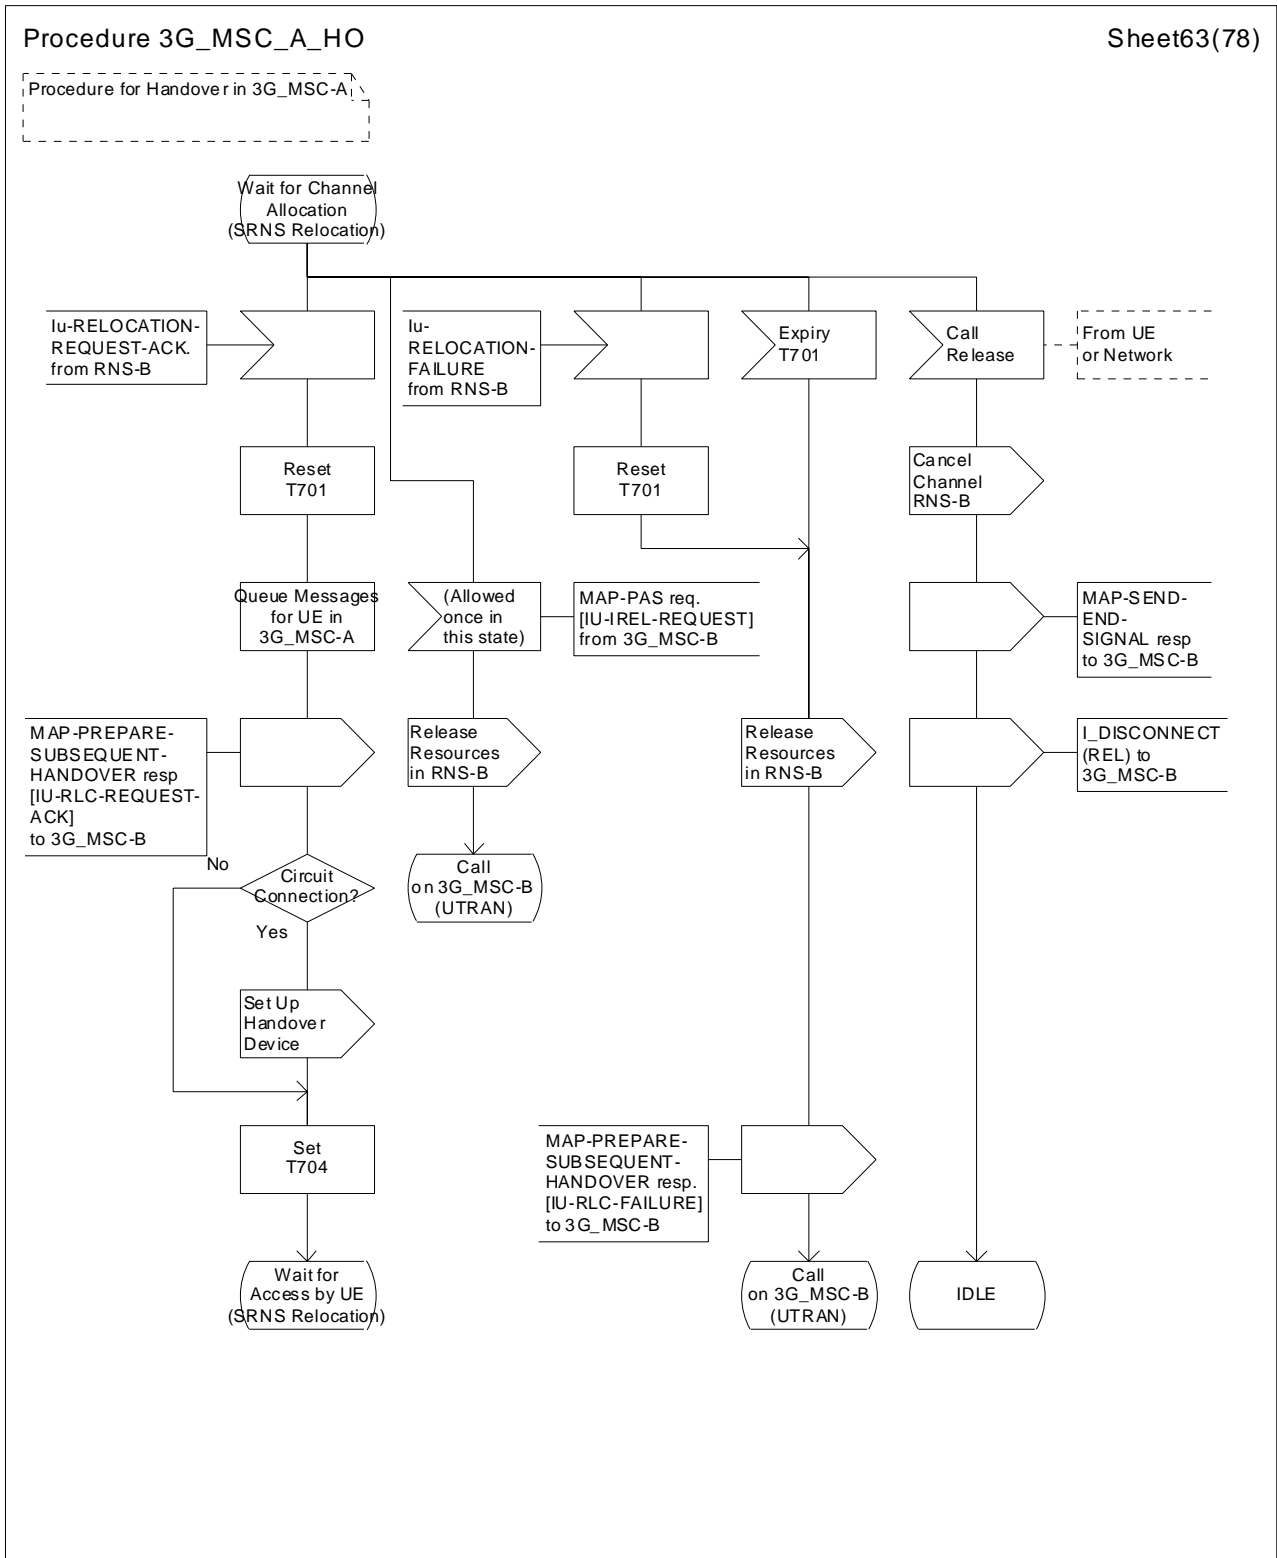 Procedure 3G_MSC_A_HO
Sheet63(78)
Procedure for Handover in 3G_MSC-A
Wait for Channel
Allocation
(SRNS Relocation)
Iu-RELOCATION-
REQUEST-ACK.
from RNS-B
Iu-
RELOCATION-
FAILURE
from RNS-B
Expiry
T701
Call
Release
From UE
or Network
Reset
T701
Reset
T701
Cancel
Channel
RNS-B
Queue Messages
for UE in
3G_MSC-A
(Allowed
once in
this state)
MAP-PAS req.
[IU-IREL-REQUEST]
from 3G_MSC-B
MAP-SEND-
END-
SIGNAL resp
to 3G_MSC-B
MAP-PREPARE-
SUBSEQUENT-
HANDOVER resp
[IU-RLC-REQUEST-
ACK]
to 3G_MSC-B
Release
Resources
in RNS-B
Release
Resources
in RNS-B
I_DISCONNECT
(REL) to
3G_MSC-B
No
Circuit
Connection?
Yes
Call
on 3G_MSC-B
(UTRAN)
Set Up
Handover
Device
Set
T704
MAP-PREPARE-
SUBSEQUENT-
HANDOVER resp.
[IU-RLC-FAILURE]
to 3G_MSC-B
Wait for
Access by UE
(SRNS Relocation)
Call
on 3G_MSC-B
(UTRAN)
IDLE